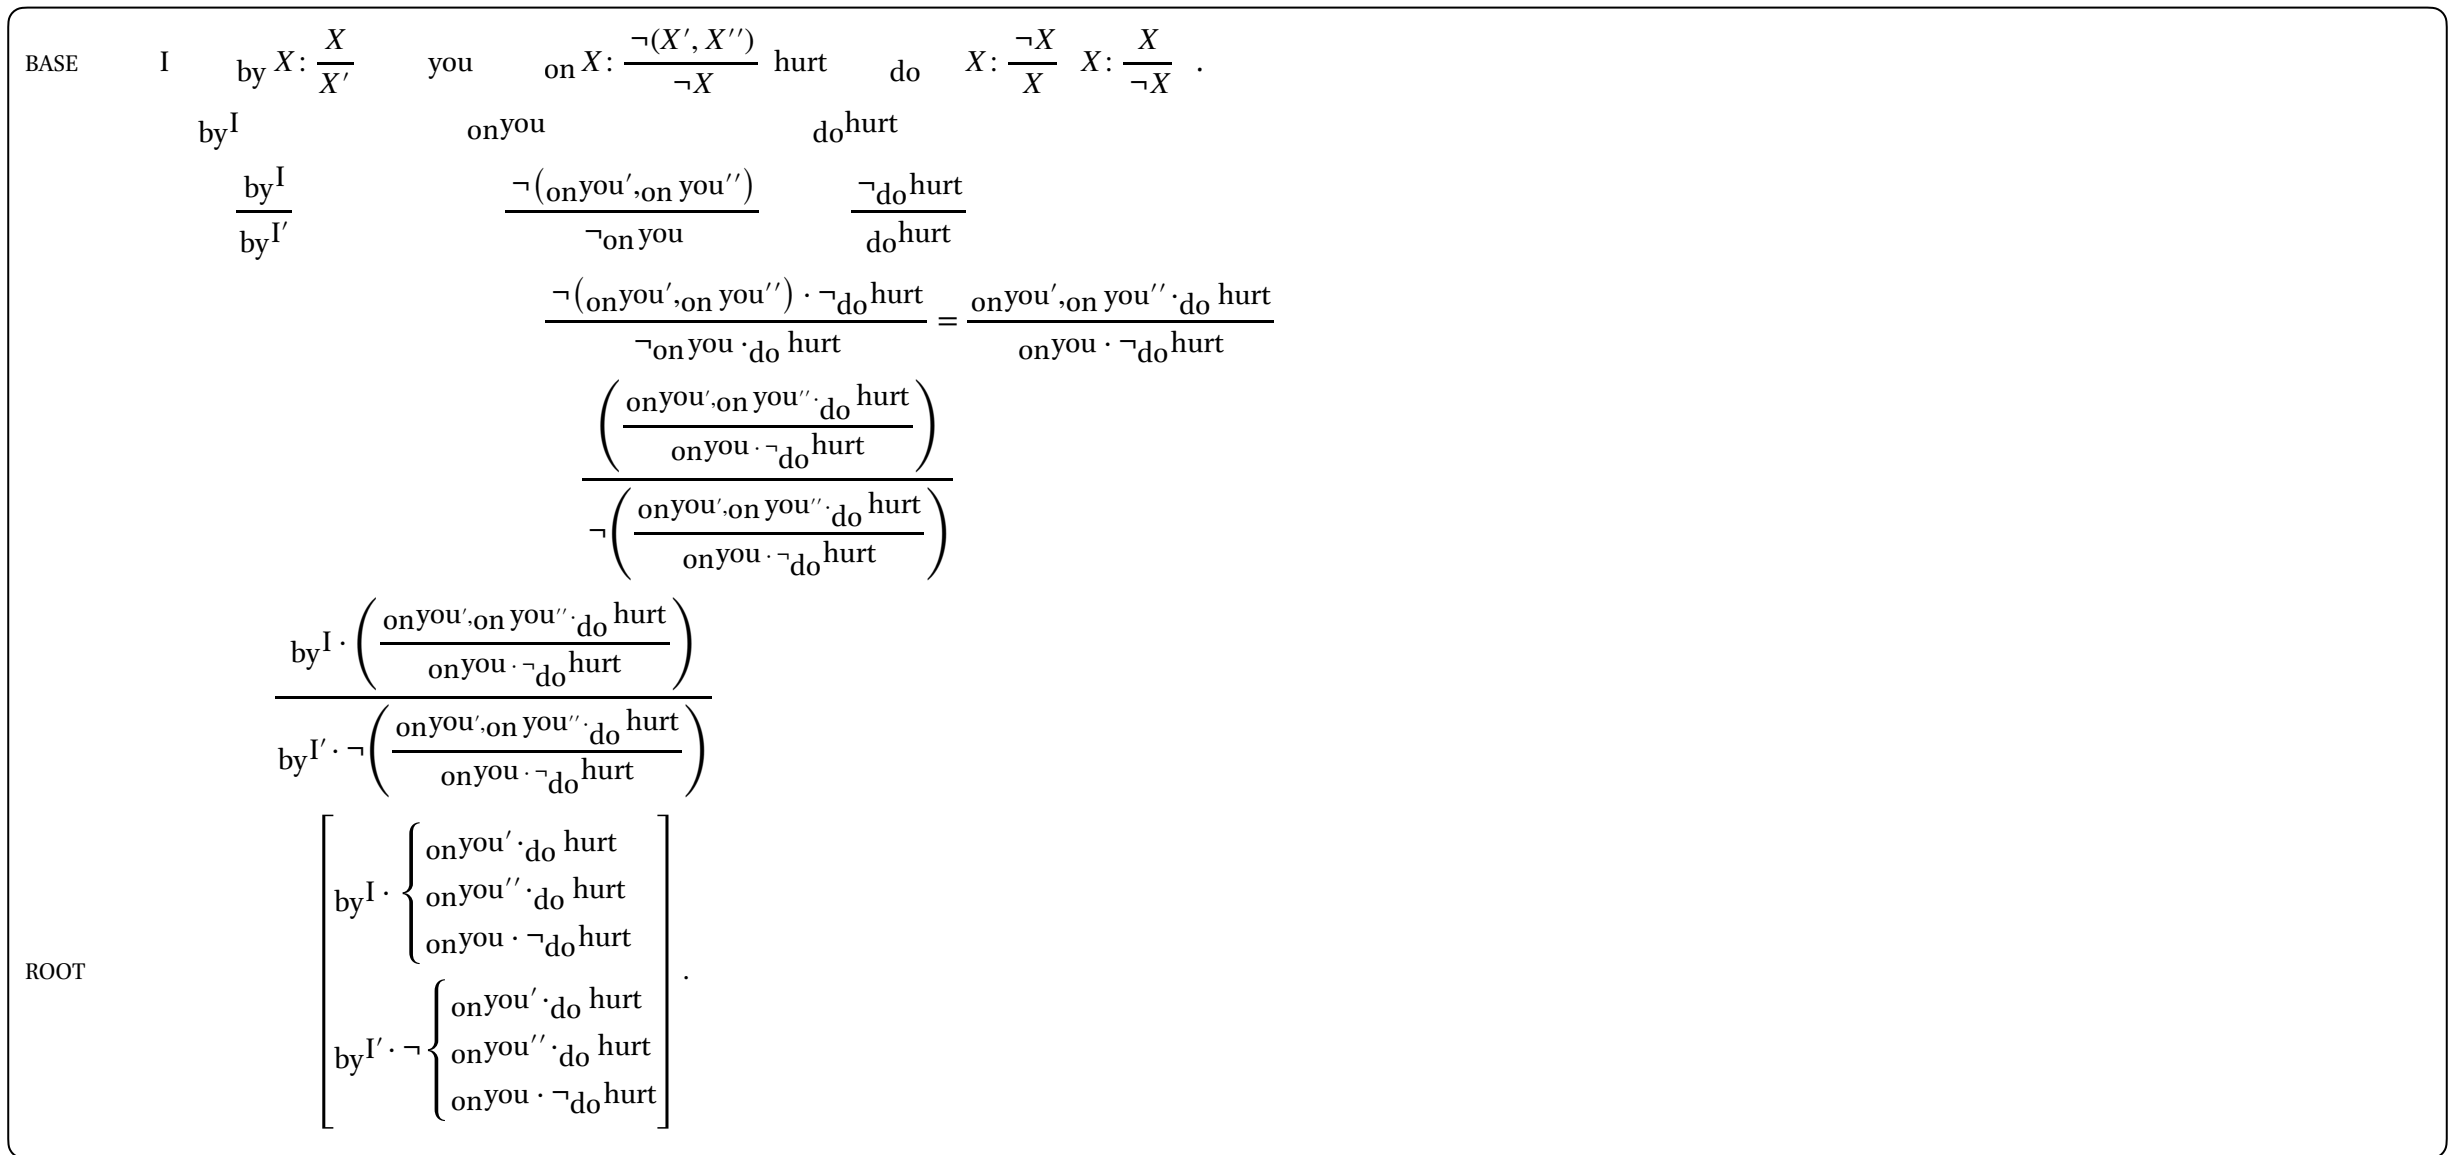 BASE I by X: X/X′ you on X: ¬(X′, X″)/¬X hurt do X: ¬X/X X: X/¬X .
by I on you do hurt
by I / by I′ ¬(on you′, on you″) / ¬on you ¬do hurt / do hurt
¬(on you′, on you″) · ¬do hurt / ¬on you · do hurt = on you′, on you″ · do hurt / on you · ¬do hurt
(on you′, on you″ · do hurt / on you · ¬do hurt)
¬(on you′, on you″ · do hurt / on you · ¬do hurt)
by I · (on you′, on you″ · do hurt / on you · ¬do hurt)
by I′ · ¬(on you′, on you″ · do hurt / on you · ¬do hurt)
on you′ · do hurt
by I · { on you″ · do hurt
on you · ¬do hurt
ROOT [ ] .
on you′ · do hurt
by I′ · ¬{ on you″ · do hurt
on you · ¬do hurt